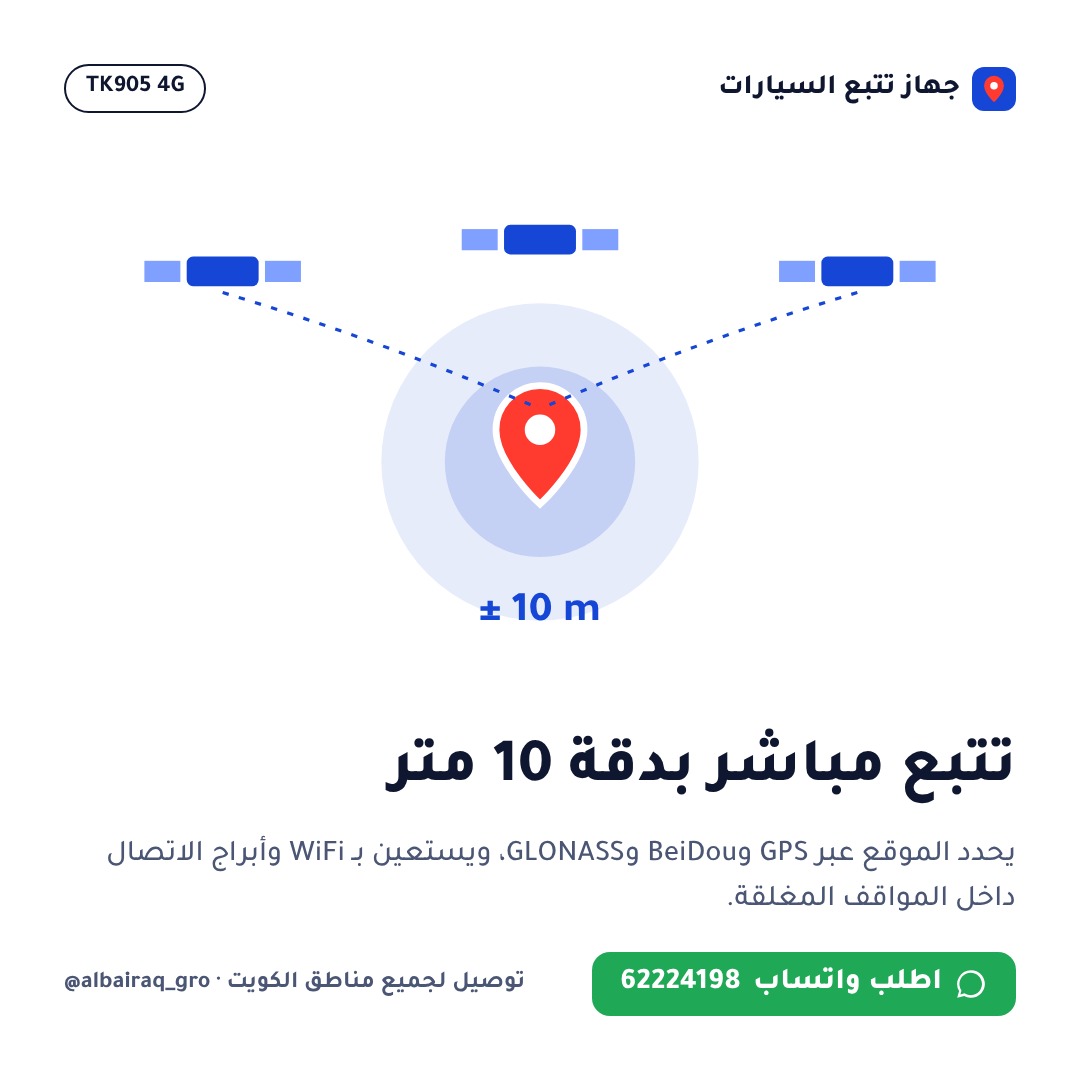 جهاز تتبع السيارات
TK905 4G
± 10 m
تتبع مباشر بدقة 10 متر
يحدد الموقع عبر GPS وBeiDou وGLONASS، ويستعين بـ WiFi وأبراج الاتصال
داخل المواقف المغلقة.
اطلب واتساب 62224198
توصيل لجميع مناطق الكويت · @albairaq_gro